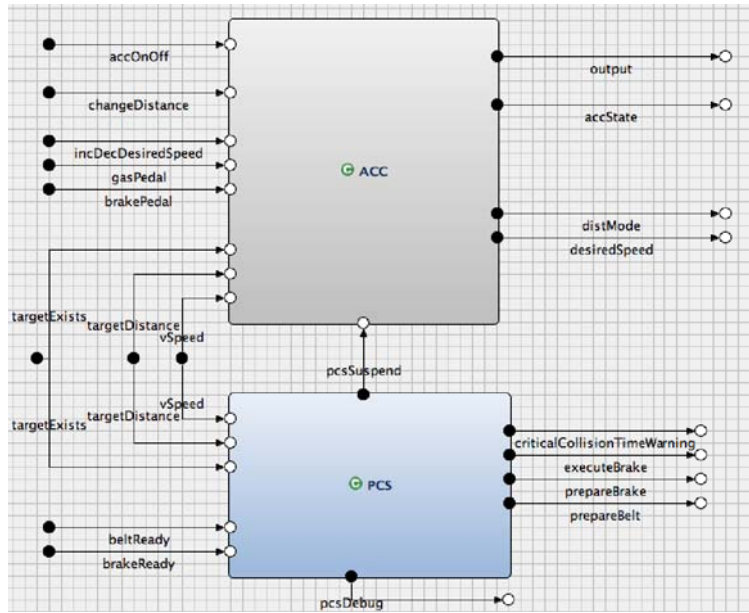 accOnOff
output
changeDistance
accState
incDecDesiredSpeed
gasPedal
C ACC
brakePedal
distMode
desiredSpeed
targetExists
targetDistance
vSpeed
pcsSuspend
vSpeed
targetDistance
targetExists
criticalCollisionTimeWarning
executeBrake
C PCS
prepareBrake
prepareBelt
beltReady
brakeReady
pcsDebug